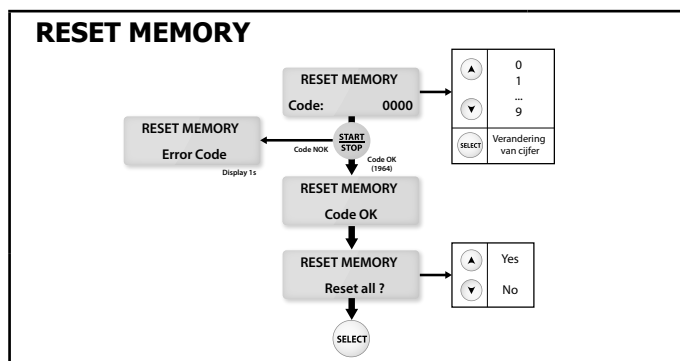 RESET MEMORY
RESET MEMORY
Code: 0000
0
1
...
9
SELECT
Verandering
van cijfer
RESET MEMORY
Error Code
Display 1s
Code NOK
START
STOP
Code OK
(1964)
RESET MEMORY
Code OK
RESET MEMORY
Reset all ?
Yes
No
SELECT